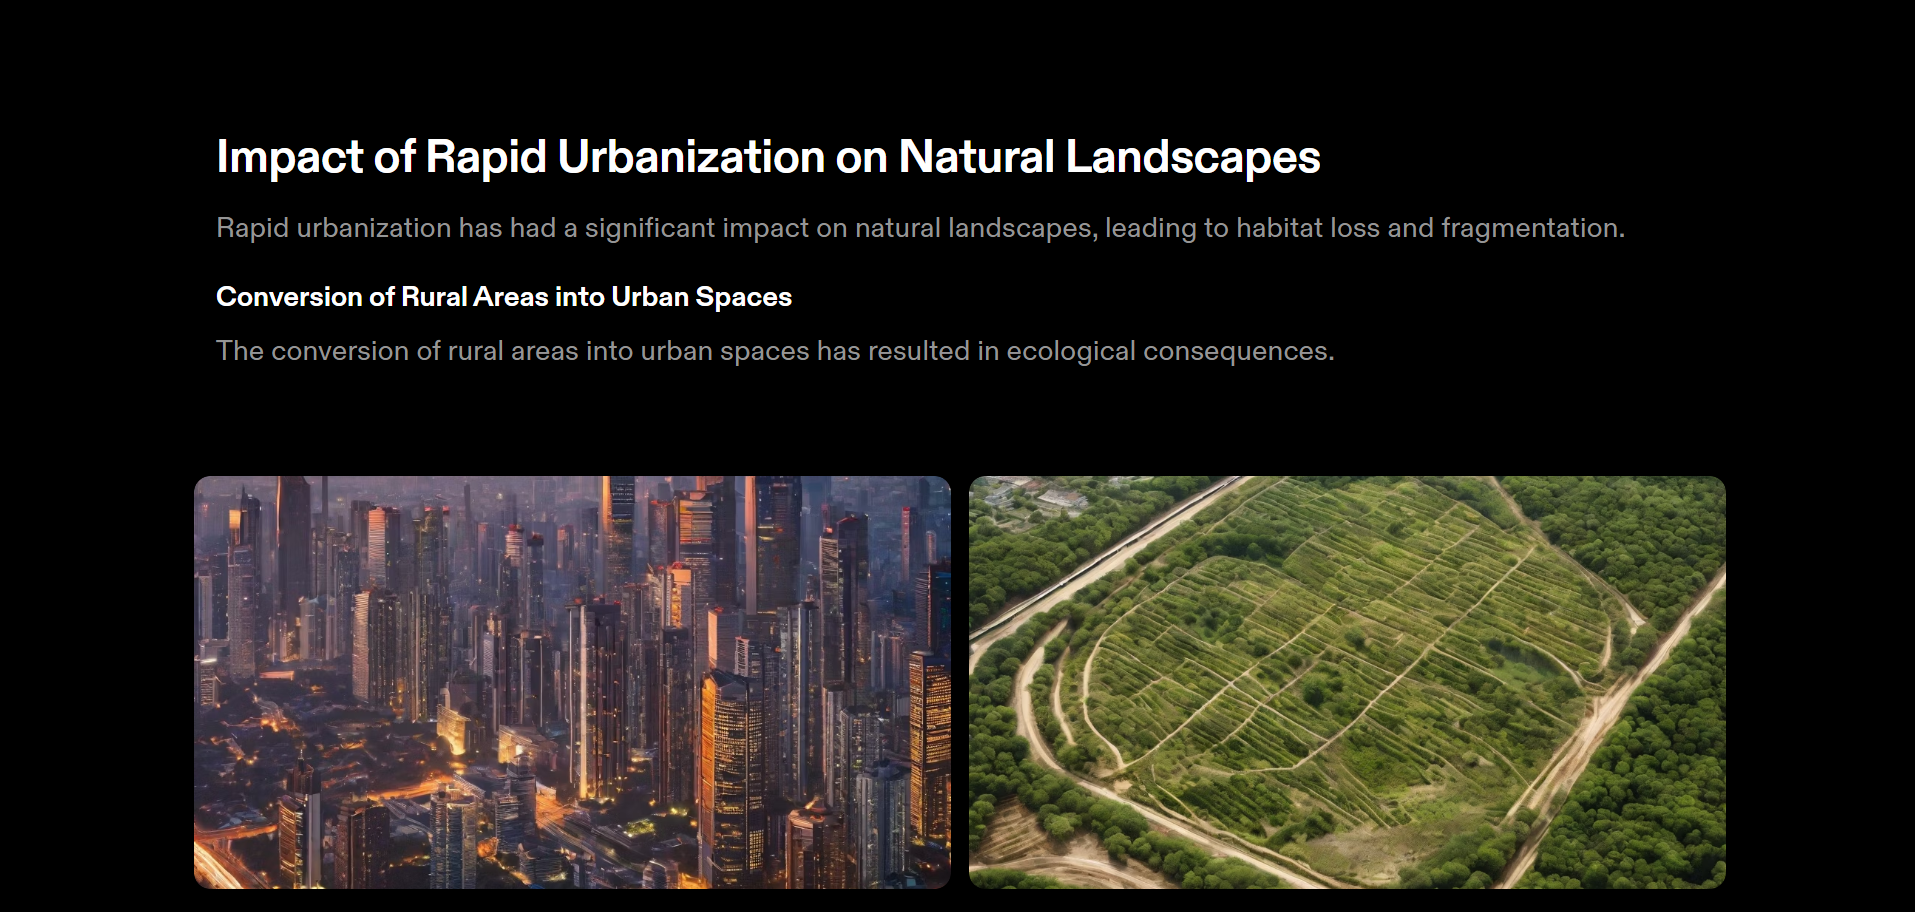 Impact of Rapid Urbanization on Natural Landscapes
Rapid urbanization has had a significant impact on natural landscapes, leading to habitat loss and fragmentation.
Conversion of Rural Areas into Urban Spaces
The conversion of rural areas into urban spaces has resulted in ecological consequences.